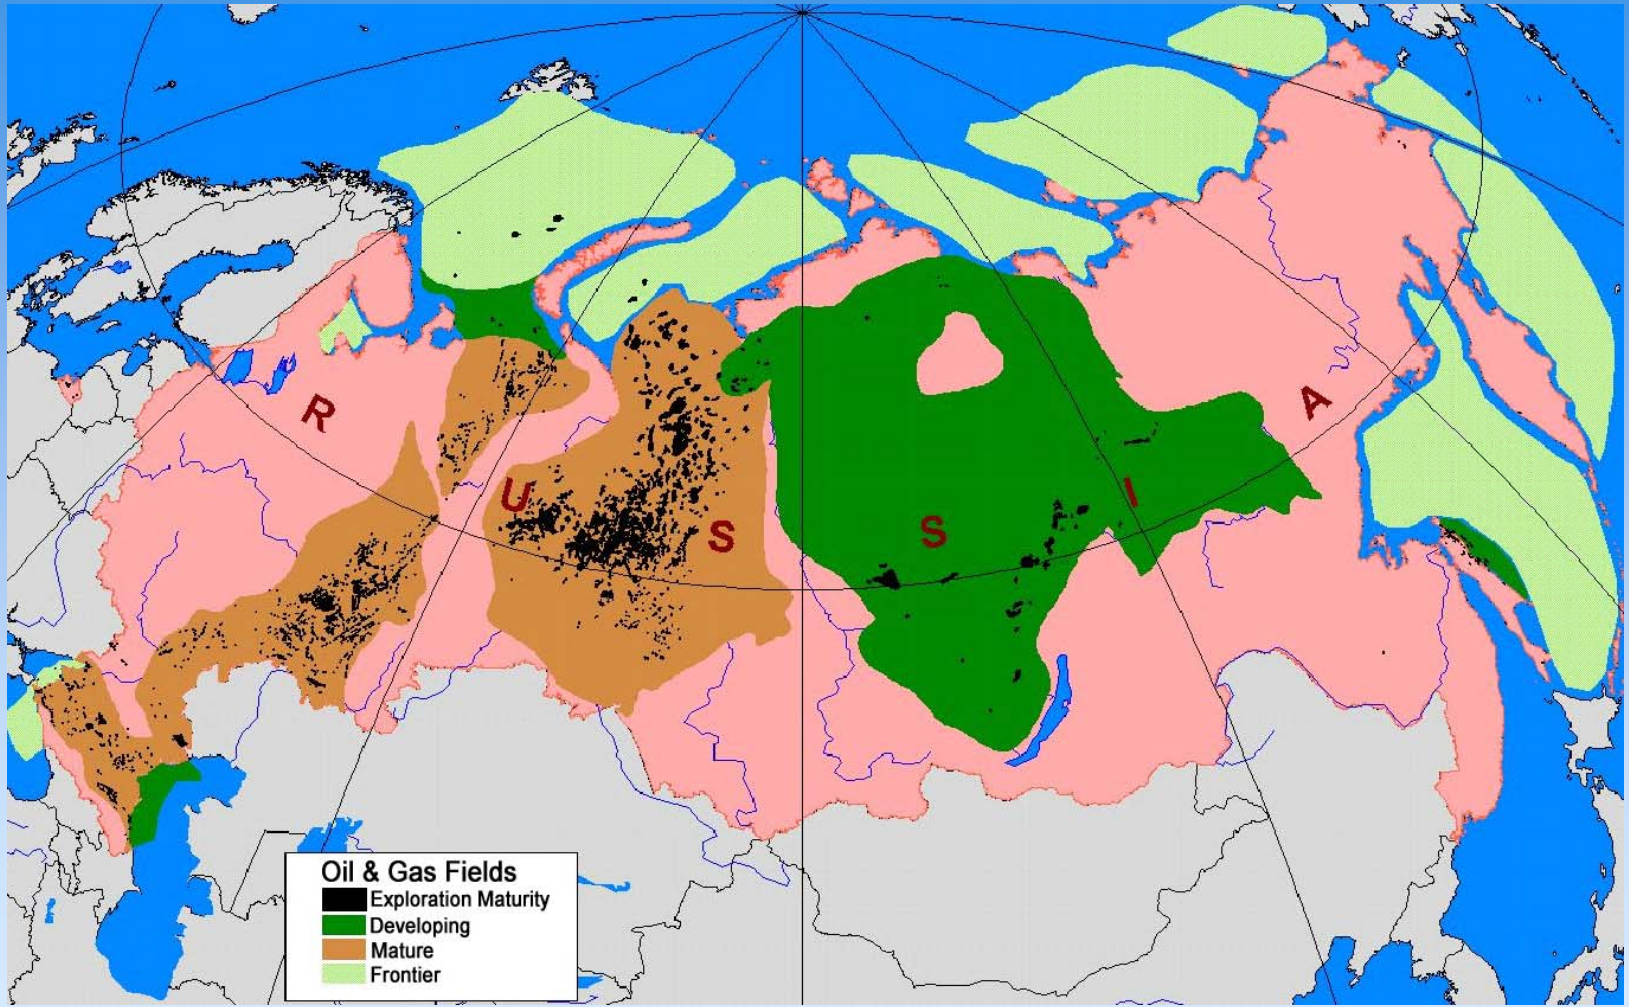 R U S S I A
Oil & Gas Fields
Exploration Maturity
Developing
Mature
Frontier